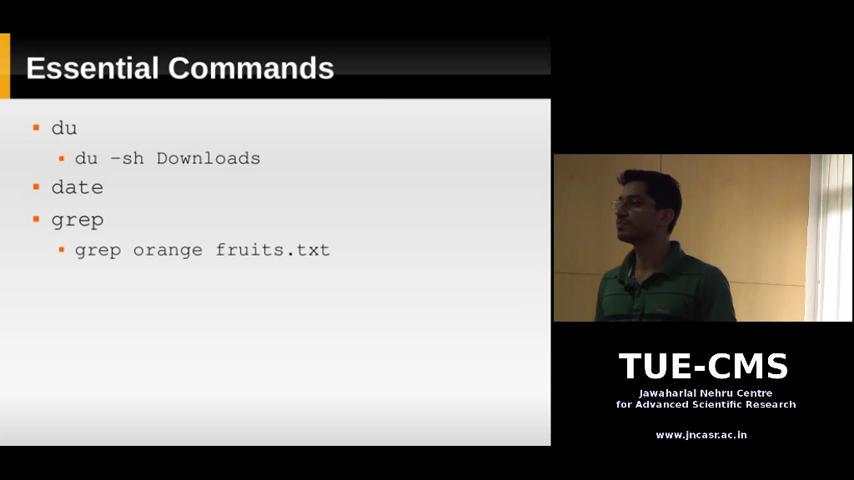 Essential Commands
du
du -sh Downloads
date
grep
grep orange fruits.txt
TUE-CMS
Jawaharlal Nehru Centre
for Advanced Scientific Research
www.jncasr.ac.in